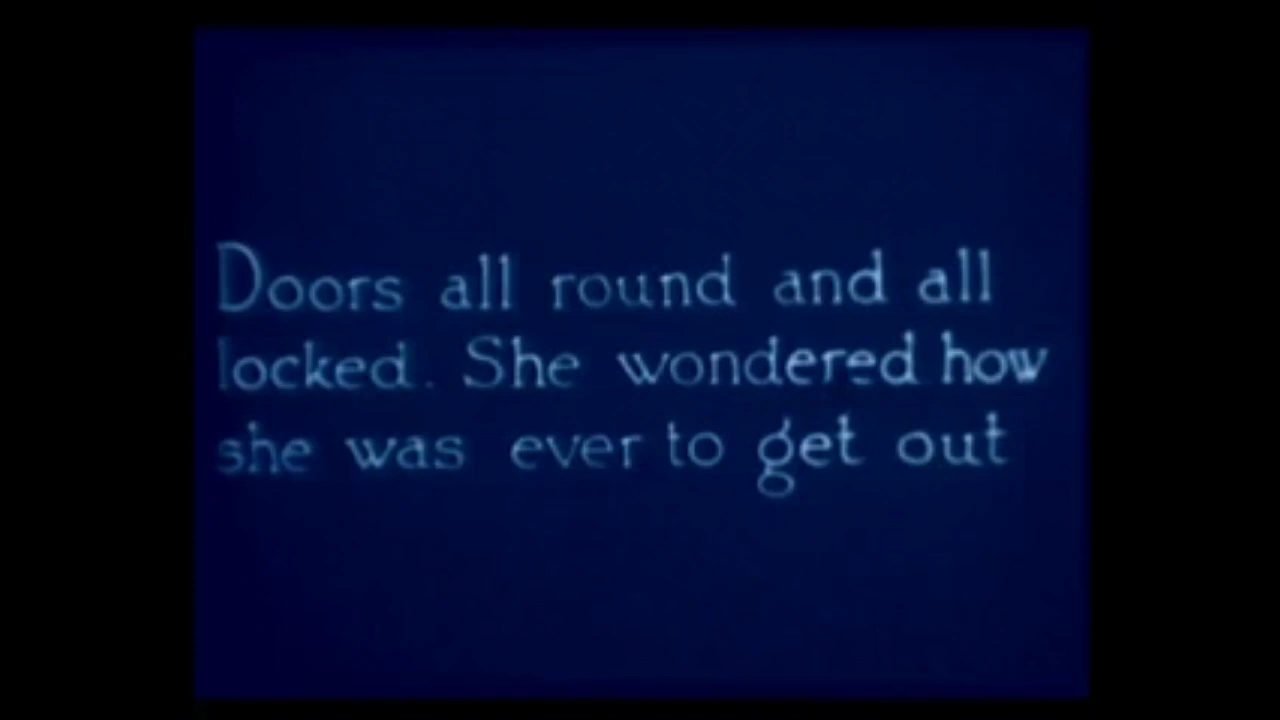 Doors all round and all
locked. She wondered how
she was ever to get out